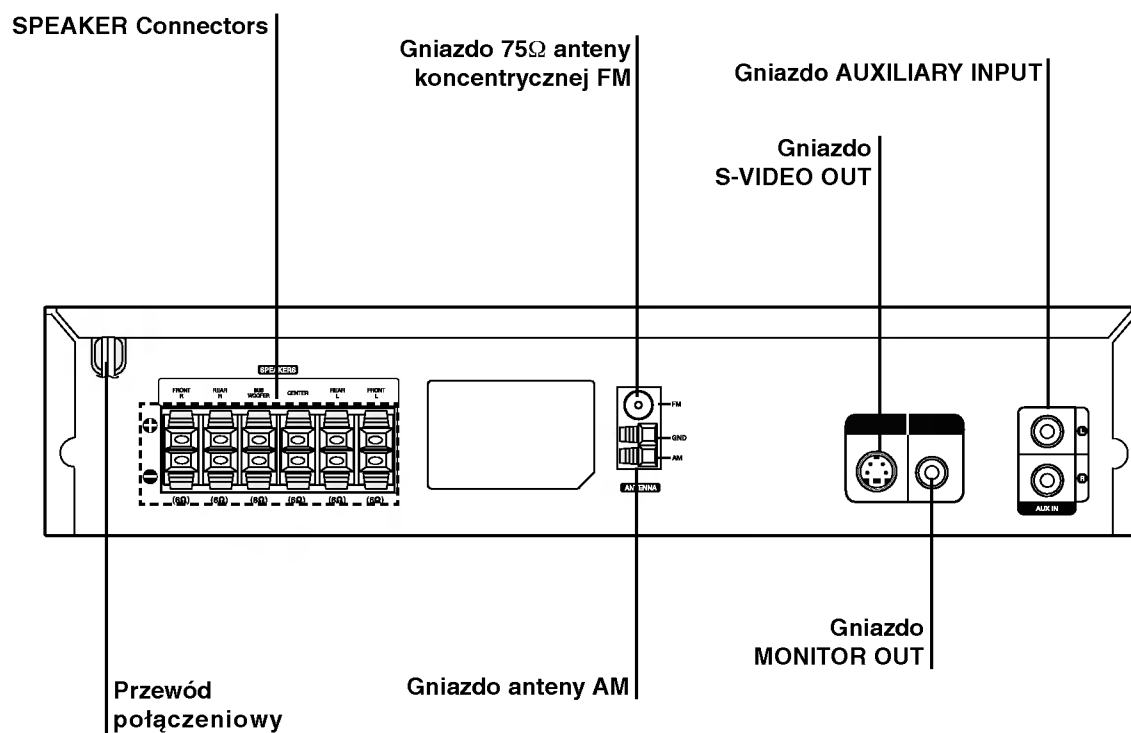 SPEAKER Connectors
Gniazdo 75Ω anteny
koncentrycznej FM
Gniazdo AUXILIARY INPUT
Gniazdo
S-VIDEO OUT
SPEAKERS
FRONT
R
REAR
R
SUB
WOOFER
CENTER
REAR
L
FRONT
L
(6Ω) (6Ω) (8Ω) (6Ω) (6Ω) (6Ω)
FM
GND
AM
ANTENNA
L
R
AUX IN
Gniazdo
MONITOR OUT
Gniazdo anteny AM
Przewód
połączeniowy